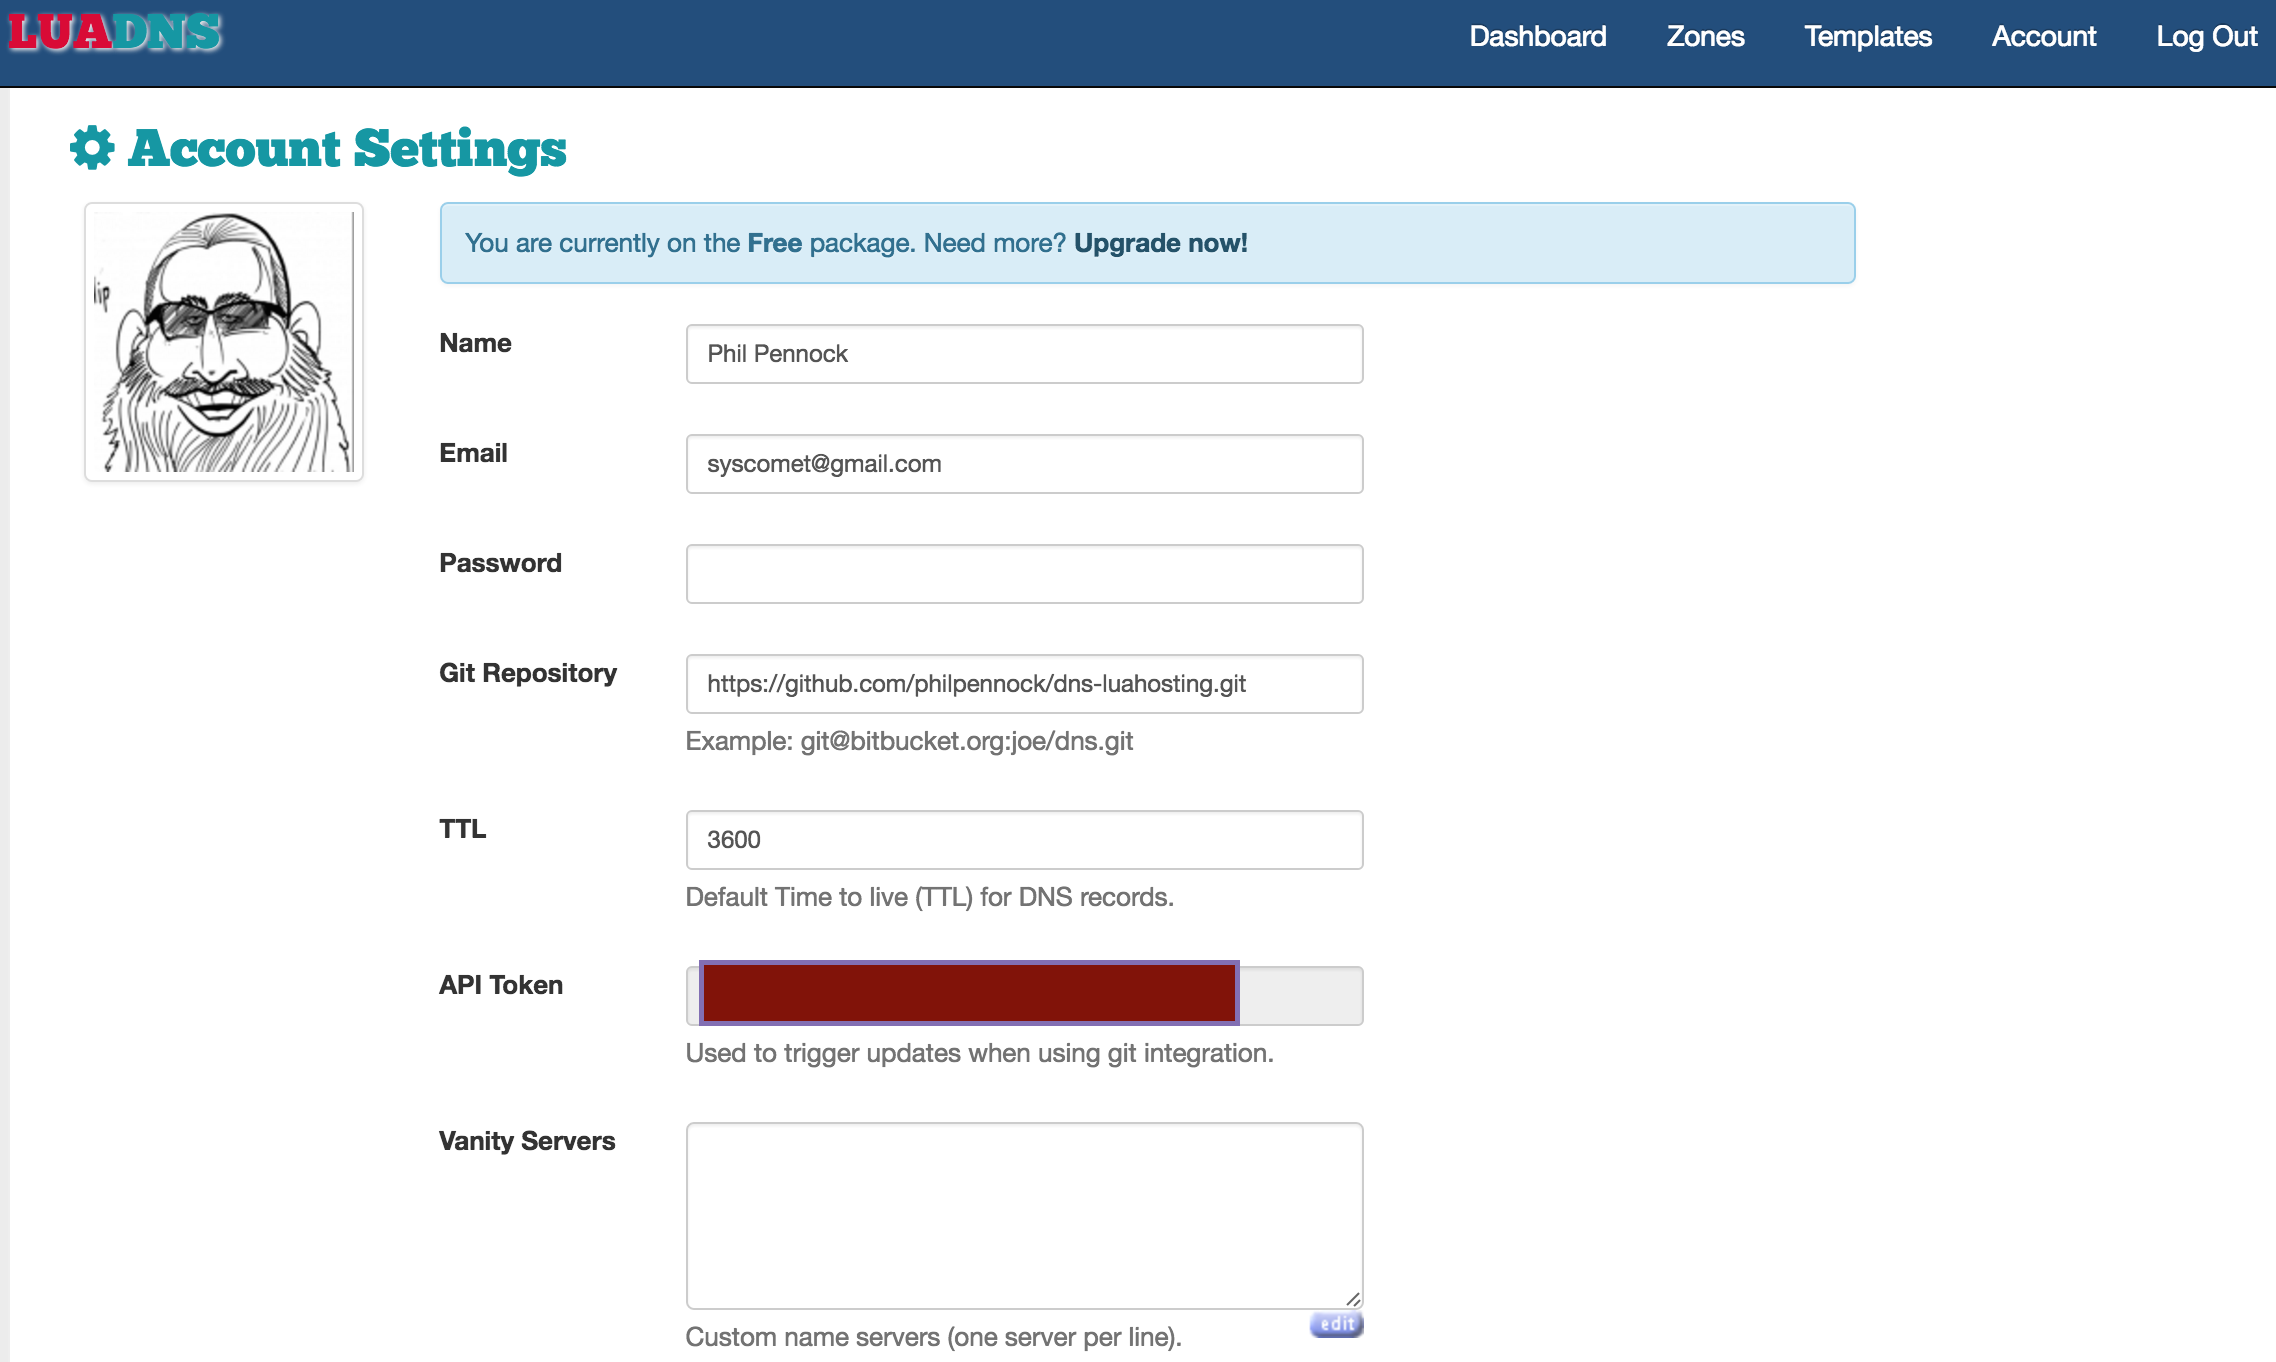 LUADNS
Dashboard Zones Templates Account Log Out
Account Settings
You are currently on the Free package. Need more? Upgrade now!
Name
Phil Pennock
Email
syscomet@gmail.com
Password
Git Repository
https://github.com/philpennock/dns-luahosting.git
Example: git@bitbucket.org:joe/dns.git
TTL
3600
Default Time to live (TTL) for DNS records.
API Token
Used to trigger updates when using git integration.
Vanity Servers
edit
Custom name servers (one server per line).